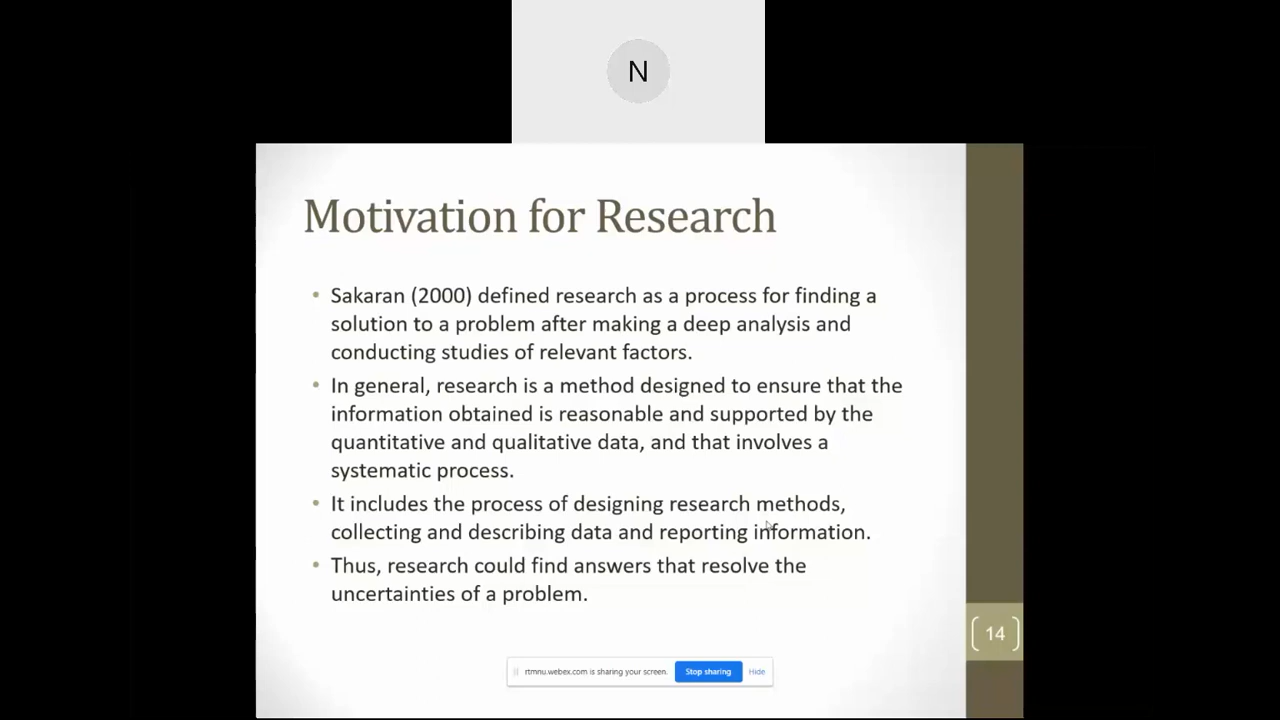 N
Motivation for Research
• Sakaran (2000) defined research as a process for finding a
solution to a problem after making a deep analysis and
conducting studies of relevant factors.
• In general, research is a method designed to ensure that the
information obtained is reasonable and supported by the
quantitative and qualitative data, and that involves a
systematic process.
• It includes the process of designing research methods,
collecting and describing data and reporting information.
• Thus, research could find answers that resolve the
uncertainties of a problem.
14
rtmnu.webex.com is sharing your screen. Stop sharing Hide